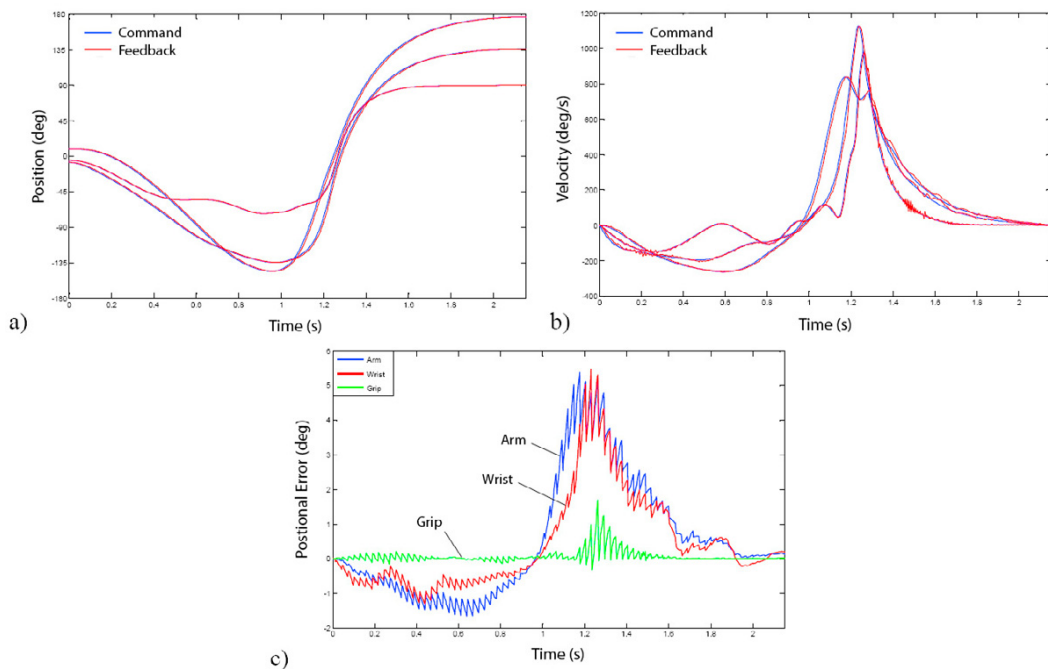 180
135
90
45
0
-45
-90
-135
-180
Position (deg)
Command
Feedback
0 0.2 0.4 0.6 0.8 1 1.2 1.4 1.6 1.8 2
Time (s)
a)
1200
1000
800
600
400
200
0
-200
-400
Velocity (deg/s)
Command
Feedback
0 0.2 0.4 0.6 0.8 1 1.2 1.4 1.6 1.8 2
Time (s)
b)
6
5
4
3
2
1
0
-1
-2
Postional Error (deg)
Arm
Wrist
Grip
Arm
Wrist
Grip
0 0.2 0.4 0.6 0.8 1 1.2 1.4 1.6 1.8 2
Time (s)
c)